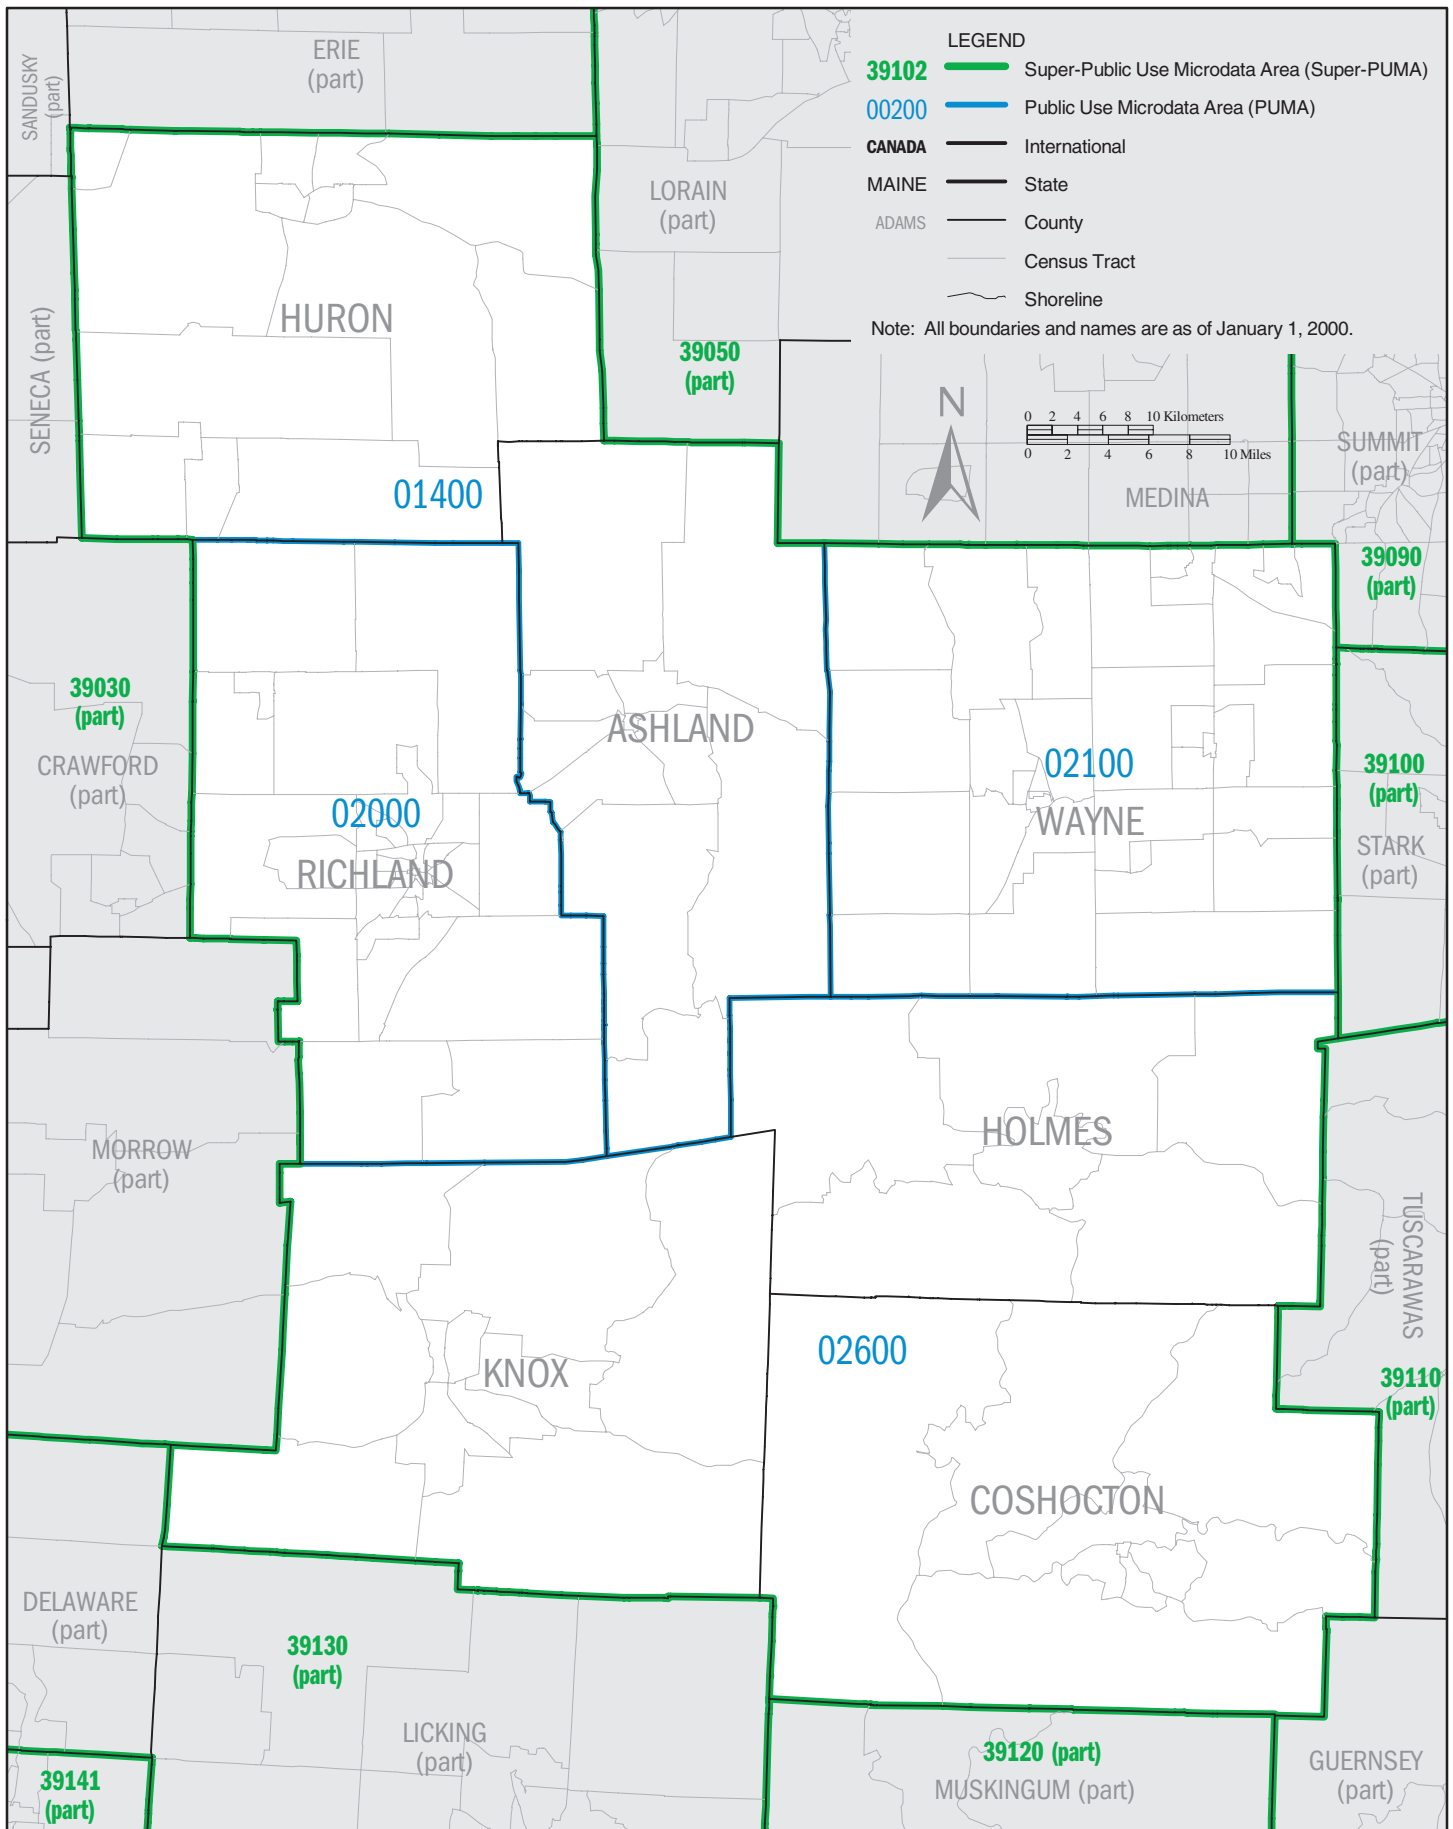 LEGEND
39102 Super-Public Use Microdata Area (Super-PUMA)
00200 Public Use Microdata Area (PUMA)
CANADA International
MAINE State
ADAMS County
Census Tract
Shoreline
Note: All boundaries and names are as of January 1, 2000.
N
0 2 4 6 8 10 Kilometers
0 2 4 6 8 10 Miles
SANDUSKY
(part)
ERIE
(part)
LORAIN
(part)
HURON
SENECA (part)
39050
(part)
SUMMIT
(part)
MEDINA
01400
39090
(part)
39030
(part)
CRAWFORD
(part)
ASHLAND
02100
WAYNE
39100
(part)
STARK
(part)
02000
RICHLAND
MORROW
(part)
HOLMES
TUSCARAWAS
(part)
02600
KNOX
39110
(part)
COSHOCTON
DELAWARE
(part)
39130
(part)
LICKING
(part)
39120 (part)
MUSKINGUM (part)
GUERNSEY
(part)
39141
(part)